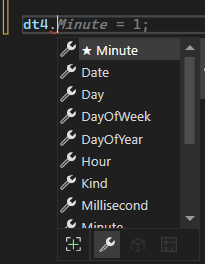 dt4.Minute = 1;
★ Minute
Date
Day
DayOfWeek
DayOfYear
Hour
Kind
Millisecond
Minute